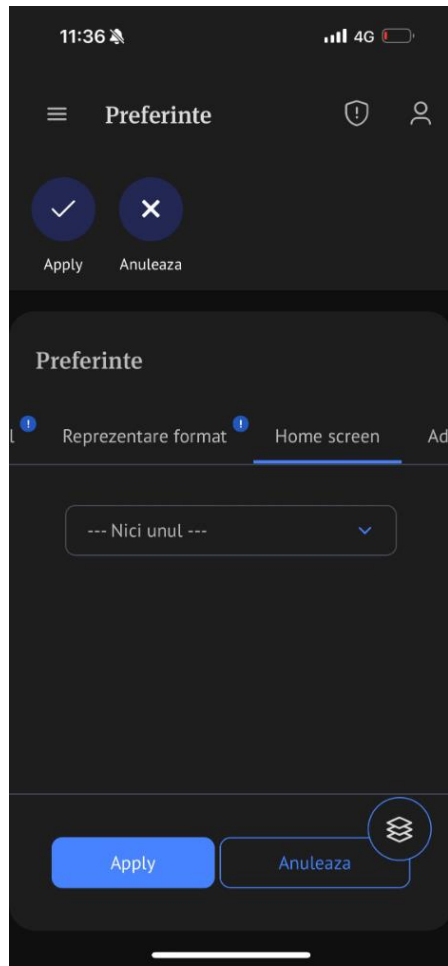 11:36
4G
Preferinte
Apply
Anuleaza
Preferinte
l
Reprezentare format
Home screen
Ad
--- Nici unul ---
Apply
Anuleaza